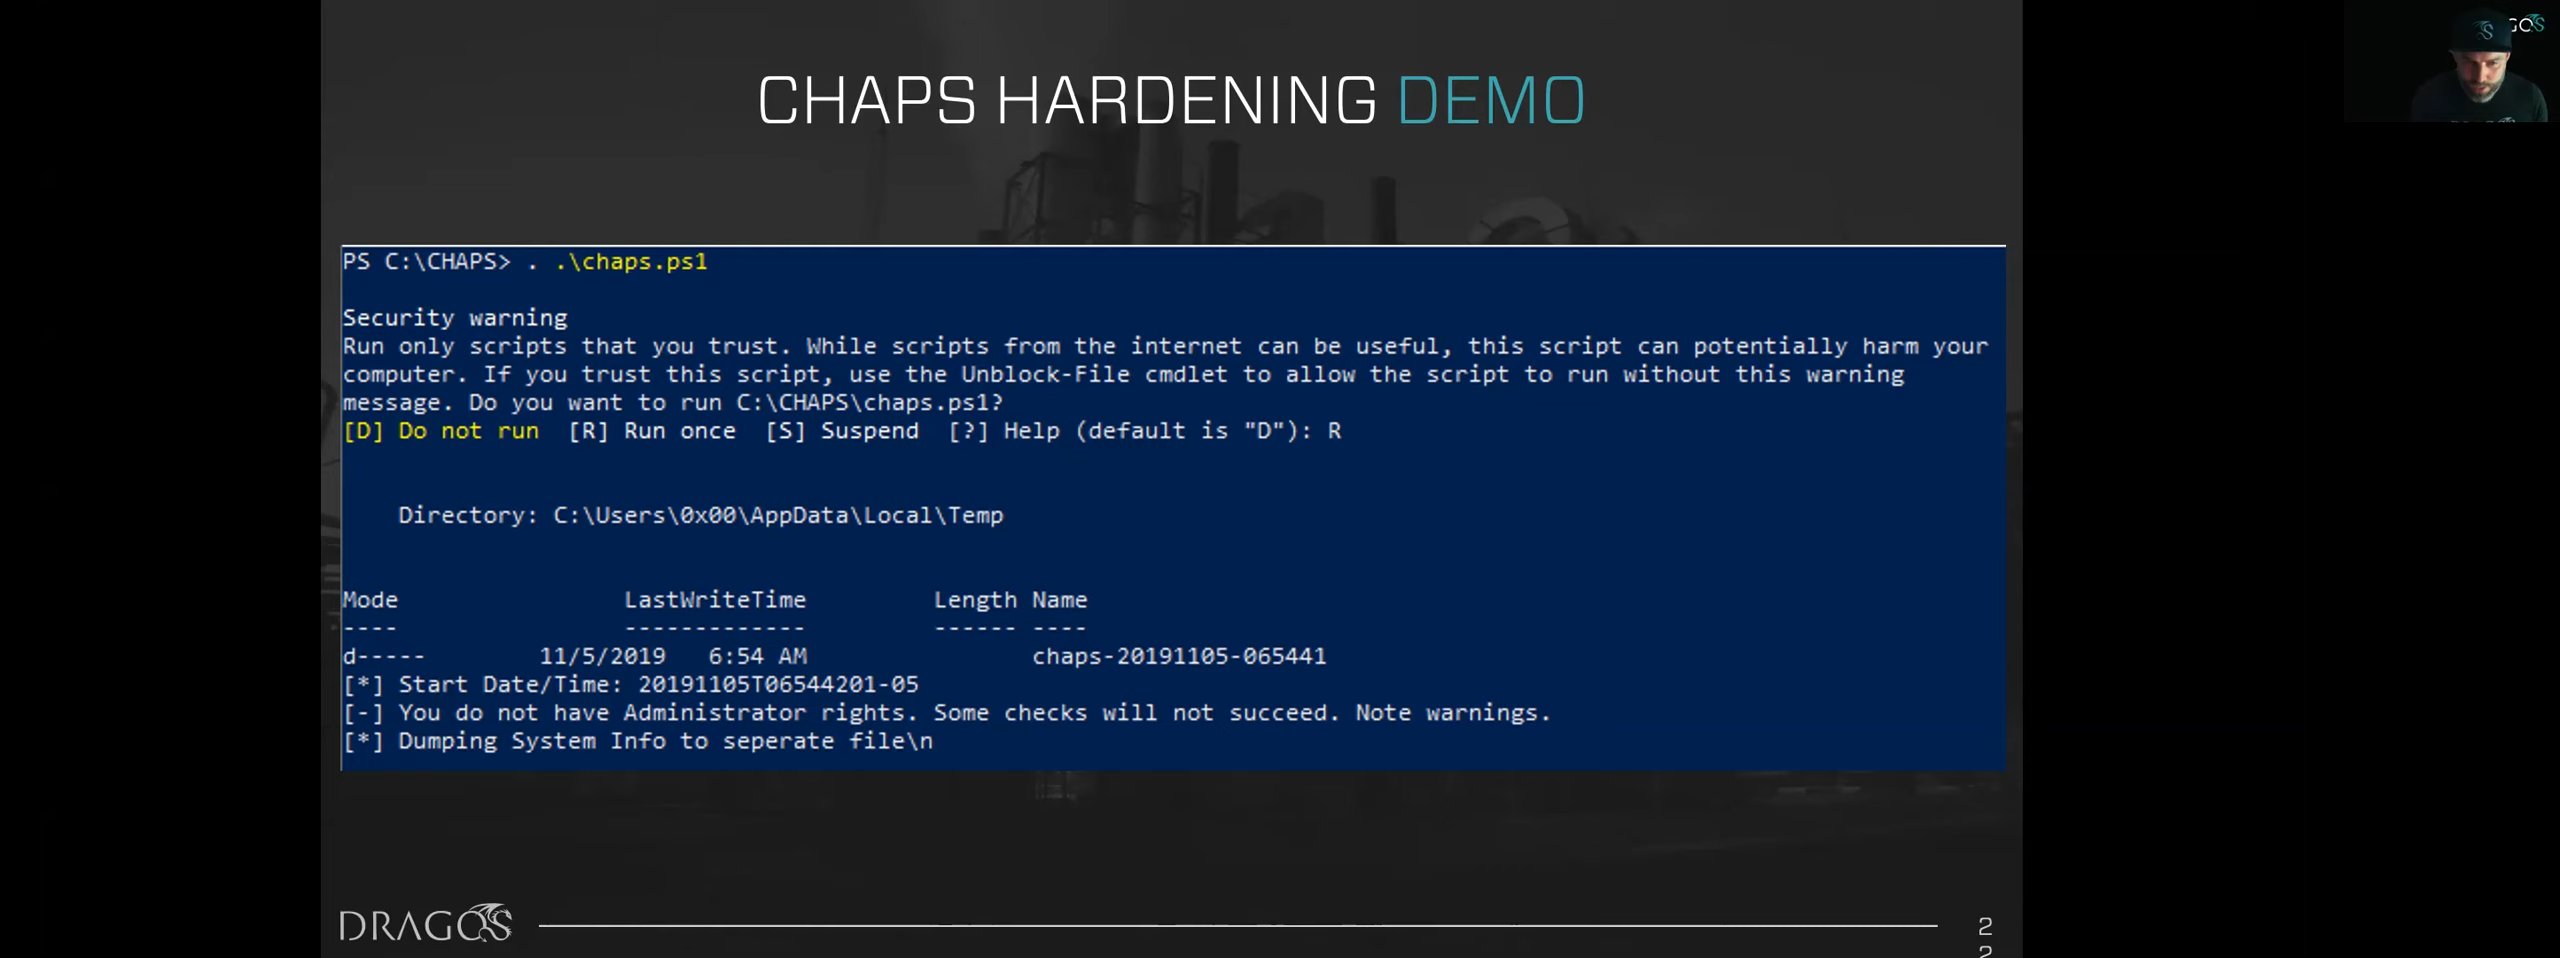 CHAPS HARDENING DEMO
PS C:\CHAPS> . .\chaps.ps1
Security warning
Run only scripts that you trust. While scripts from the internet can be useful, this script can potentially harm your
computer. If you trust this script, use the Unblock-File cmdlet to allow the script to run without this warning
message. Do you want to run C:\CHAPS\chaps.ps1?
[D] Do not run  [R] Run once  [S] Suspend  [?] Help (default is "D"): R
Directory: C:\Users\0x00\AppData\Local\Temp
Mode                LastWriteTime         Length Name
----                -------------         ------ ----
d-----        11/5/2019   6:54 AM                chaps-20191105-065441
[*] Start Date/Time: 20191105T06544201-05
[-] You do not have Administrator rights. Some checks will not succeed. Note warnings.
[*] Dumping System Info to seperate file\n
DRAGOS
2
2